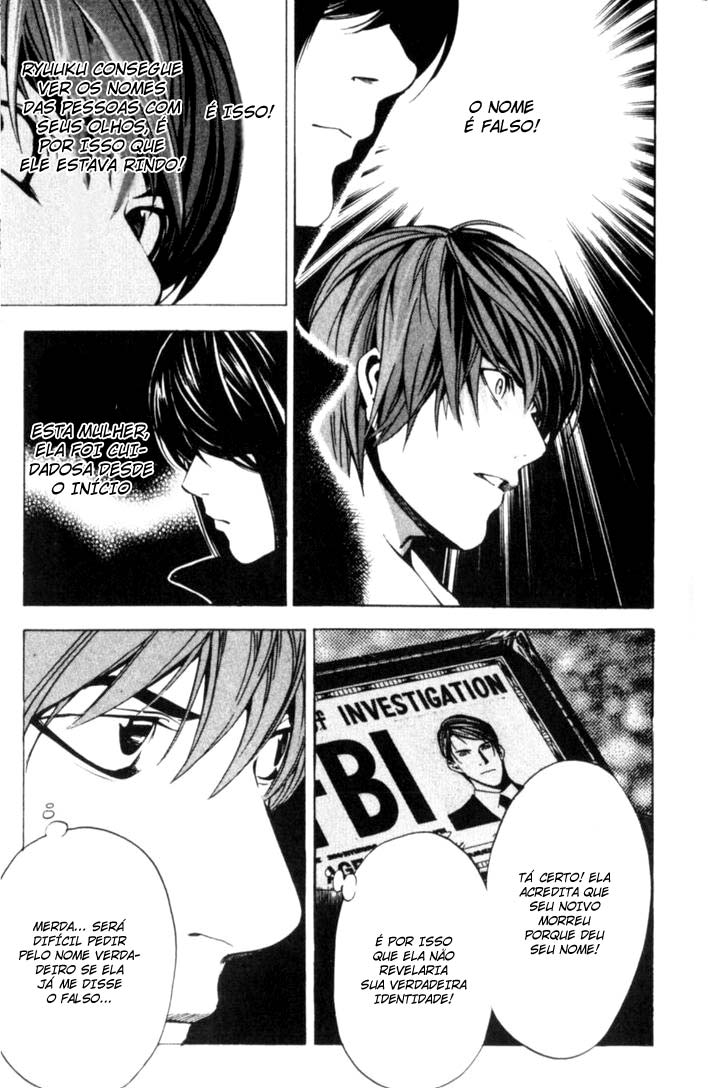 O NOME
É FALSO!
É ISSO!
RYUUKU CONSEGUE
VER OS NOMES
DAS PESSOAS COM
SEUS OLHOS, É
POR ISSO QUE
ELE ESTAVA RINDO!
ESTA MULHER,
ELA FOI CUI-
DADOSA DESDE
O INÍCIO
INVESTIGATION
FBI
TÁ CERTO! ELA
ACREDITA QUE
SEU NOIVO
MORREU
PORQUE DEU
SEU NOME!
É POR ISSO
QUE ELA NÃO
REVELARIA
SUA VERDADEIRA
IDENTIDADE!
MERDA... SERÁ
DIFÍCIL PEDIR
PELO NOME VERDA-
DEIRO SE ELA
JÁ ME DISSE
O FALSO...